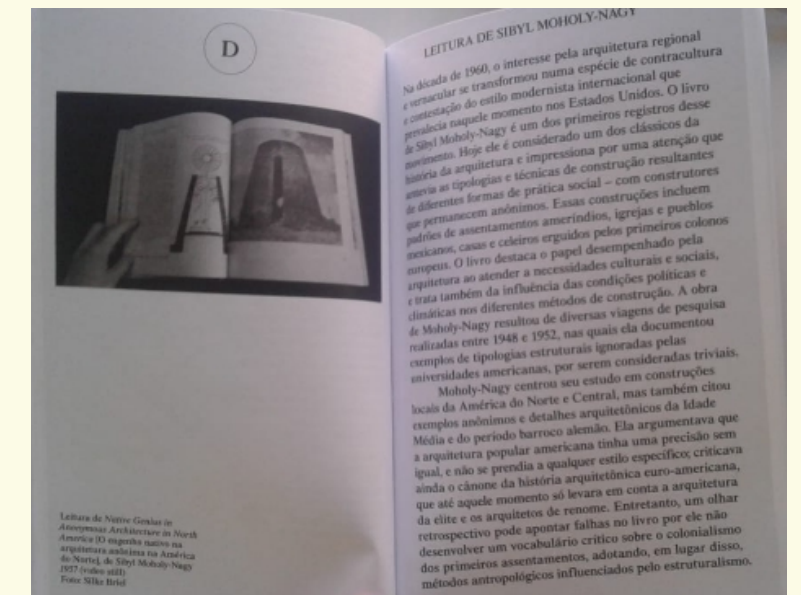 D
Leitura de Native Genius in
Anonymous Architecture in North
America [O engenho nativo na
arquitetura anônima na América
do Norte], de Sibyl Moholy-Nagy
1957 (video still)
Foto: Silke Briel
LEITURA DE SIBYL MOHOLY-NAGY
Na década de 1960, o interesse pela arquitetura regional
e vernacular se transformou numa espécie de contracultura
e contestação do estilo modernista internacional que
prevalecia naquele momento nos Estados Unidos. O livro
de Sibyl Moholy-Nagy é um dos primeiros registros desse
movimento. Hoje ele é considerado um dos clássicos da
história da arquitetura e impressiona por uma atenção que
antevia as tipologias e técnicas de construção resultantes
de diferentes formas de prática social – com construtores
que permanecem anônimos. Essas construções incluem
padrões de assentamentos ameríndios, igrejas e pueblos
mexicanos, casas e celeiros erguidos pelos primeiros colonos
europeus. O livro destaca o papel desempenhado pela
arquitetura ao atender a necessidades culturais e sociais,
e trata também da influência das condições políticas e
climáticas nos diferentes métodos de construção. A obra
de Moholy-Nagy resultou de diversas viagens de pesquisa
realizadas entre 1948 e 1952, nas quais ela documentou
exemplos de tipologias estruturais ignoradas pelas
universidades americanas, por serem consideradas triviais.
Moholy-Nagy centrou seu estudo em construções
locais da América do Norte e Central, mas também citou
exemplos anônimos e detalhes arquitetônicos da Idade
Média e do período barroco alemão. Ela argumentava que
a arquitetura popular americana tinha uma precisão sem
igual, e não se prendia a qualquer estilo específico; criticava
ainda o cânone da história arquitetônica euro-americana,
que até aquele momento só levara em conta a arquitetura
da elite e os arquitetos de renome. Entretanto, um olhar
retrospectivo pode apontar falhas no livro por ele não
desenvolver um vocabulário crítico sobre o colonialismo
dos primeiros assentamentos, adotando, em lugar disso,
métodos antropológicos influenciados pelo estruturalismo.